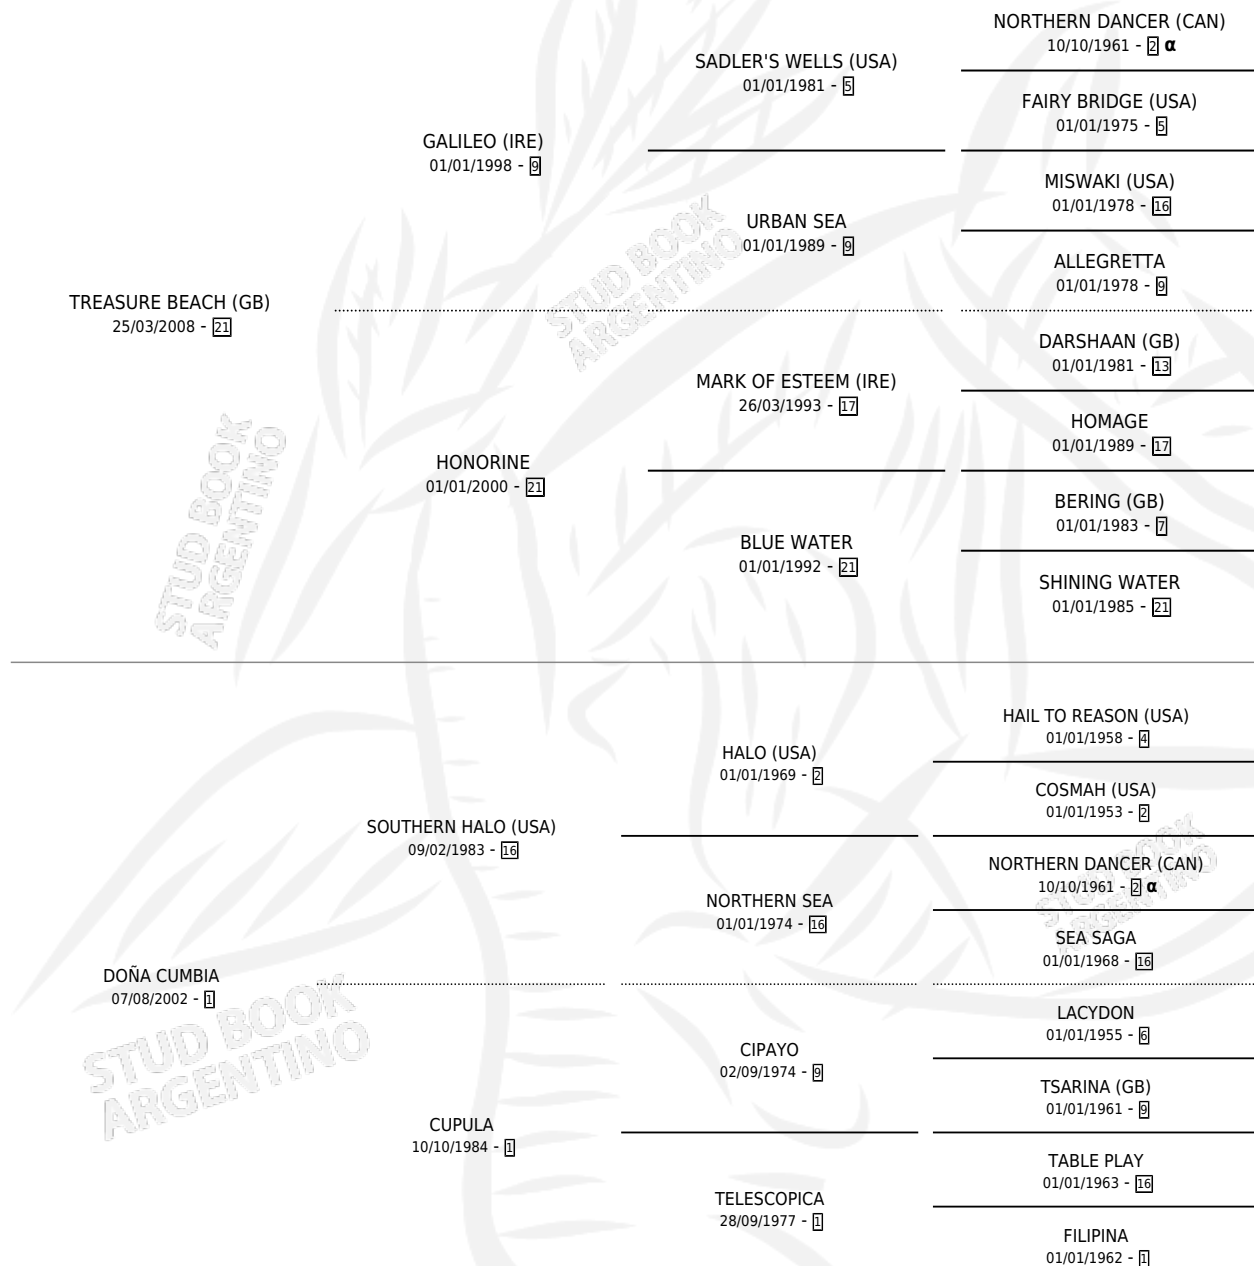 NORTHERN DANCER (CAN)
10/10/1961 - 2 α
SADLER'S WELLS (USA)
01/01/1981 - 5
FAIRY BRIDGE (USA)
01/01/1975 - 5
GALILEO (IRE)
01/01/1998 - 9
MISWAKI (USA)
01/01/1978 - 16
URBAN SEA
01/01/1989 - 9
ALLEGRETTA
01/01/1978 - 9
TREASURE BEACH (GB)
25/03/2008 - 21
STUD BOOK
ARGENTINO
DARSHAAN (GB)
01/01/1981 - 13
MARK OF ESTEEM (IRE)
26/03/1993 - 17
HOMAGE
01/01/1989 - 17
HONORINE
01/01/2000 - 21
BERING (GB)
01/01/1983 - 7
BLUE WATER
01/01/1992 - 21
SHINING WATER
01/01/1985 - 21
STUD BOOK
ARGENTINO
HAIL TO REASON (USA)
01/01/1958 - 4
HALO (USA)
01/01/1969 - 2
COSMAH (USA)
01/01/1953 - 2
SOUTHERN HALO (USA)
09/02/1983 - 16
NORTHERN DANCER (CAN)
10/10/1961 - 2 α
STUD BOOK
ARGENTINO
NORTHERN SEA
01/01/1974 - 16
SEA SAGA
01/01/1968 - 16
DOÑA CUMBIA
07/08/2002 - 1
STUD BOOK
ARGENTINO
LACYDON
01/01/1955 - 6
CIPAYO
02/09/1974 - 9
TSARINA (GB)
01/01/1961 - 9
CUPULA
10/10/1984 - 1
TABLE PLAY
01/01/1963 - 16
TELESCOPICA
28/09/1977 - 1
FILIPINA
01/01/1962 - 1